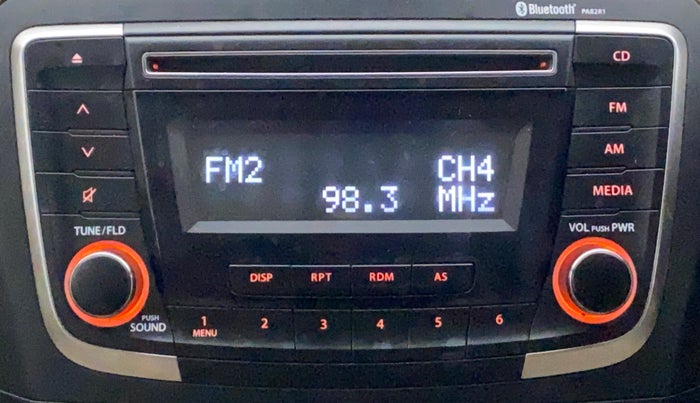 Bluetooth® PA82R1
CD
FM
AM
MEDIA
FM2 CH4
98.3 MHz
TUNE/FLD
VOL PUSH PWR
DISP RPT RDM AS
PUSH
SOUND
1 2 3 4 5 6
MENU